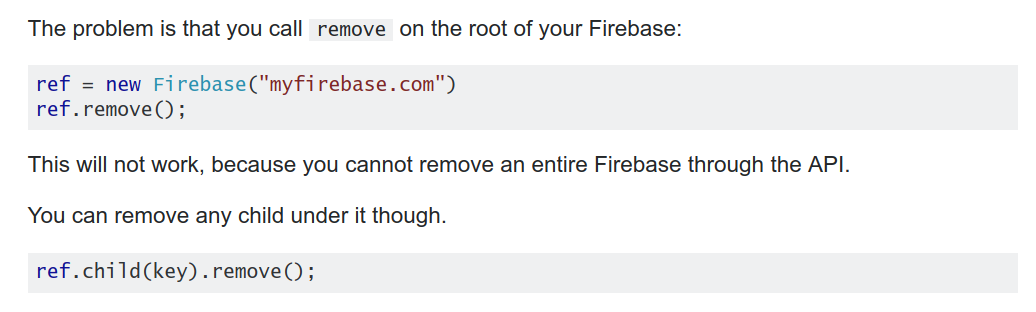 The problem is that you call remove on the root of your Firebase:
ref = new Firebase("myfirebase.com")
ref.remove();
This will not work, because you cannot remove an entire Firebase through the API.
You can remove any child under it though.
ref.child(key).remove();